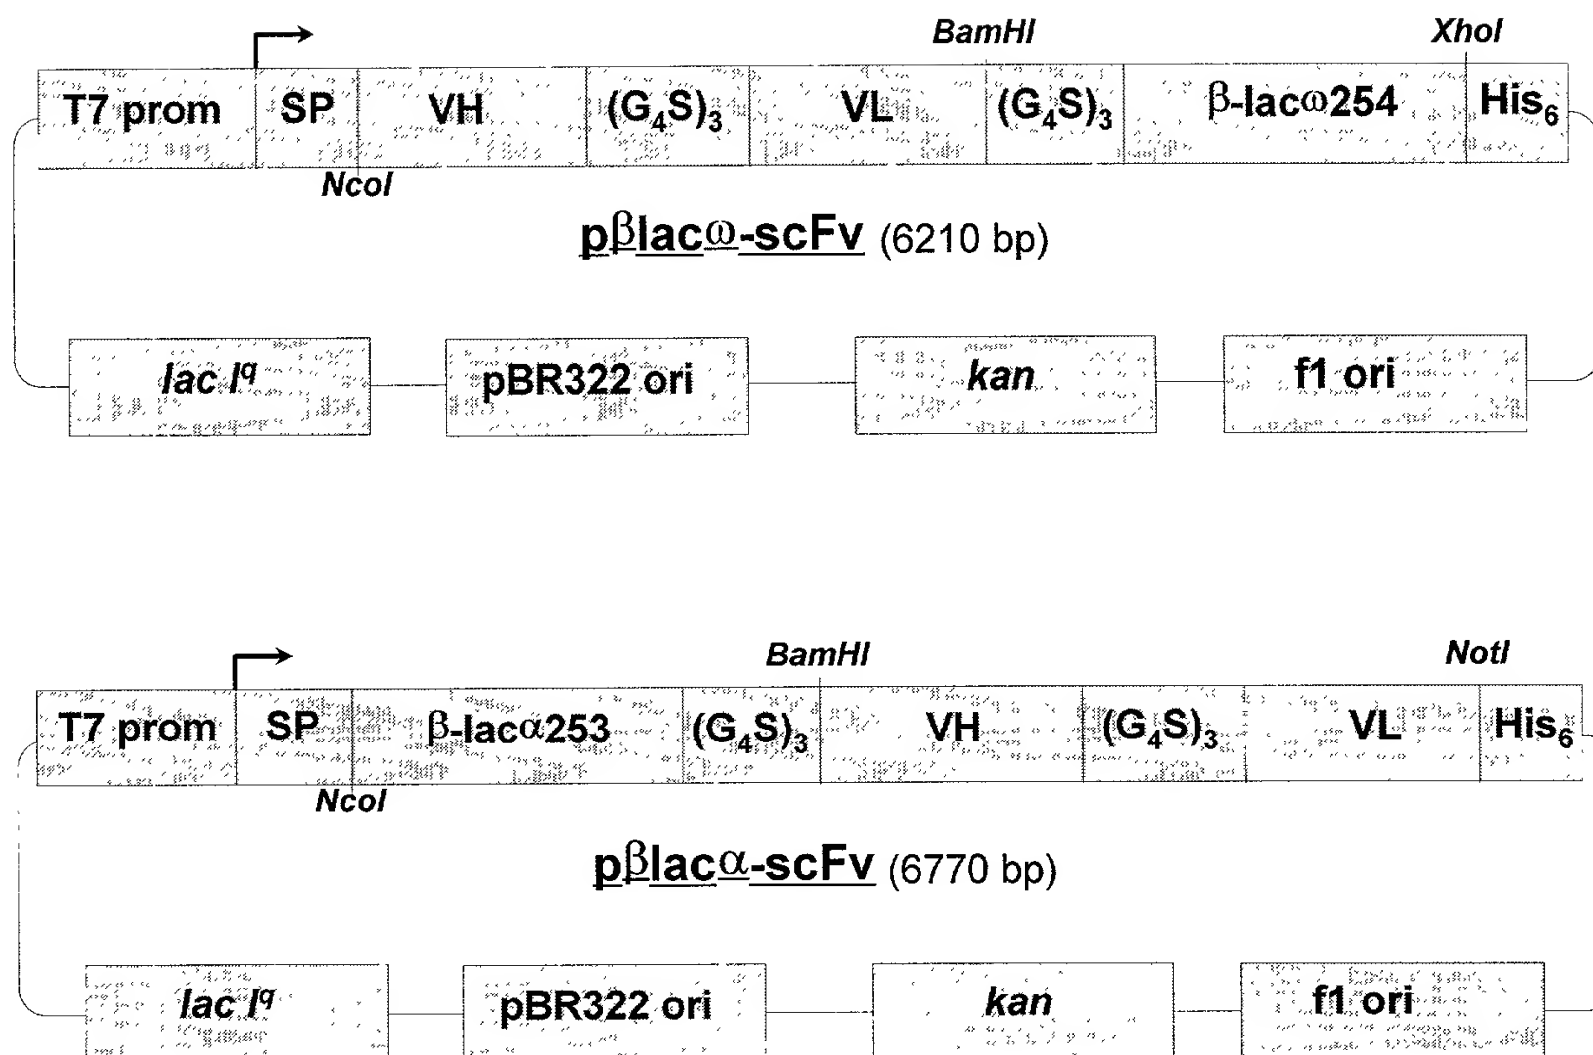 BamHI XhoI
T7 prom SP VH (G₄S)₃ VL (G₄S)₃ β-lacω254 His₆
NcoI
pβlacω-scFv (6210 bp)
lac Iq pBR322 ori kan f1 ori
BamHI NotI
T7 prom SP β-lacα253 (G₄S)₃ VH (G₄S)₃ VL His₆
NcoI
pβlacα-scFv (6770 bp)
lac Iq pBR322 ori kan f1 ori